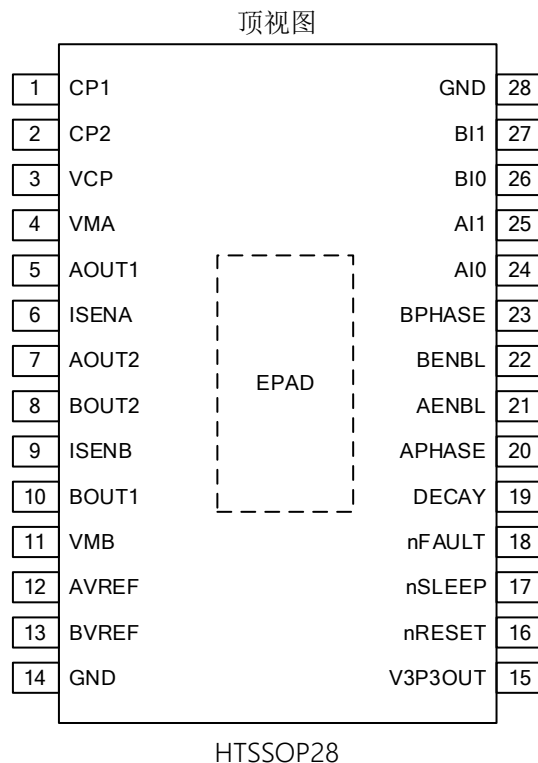 顶视图
1 CP1 GND 28
2 CP2 BI1 27
3 VCP BI0 26
4 VMA AI1 25
5 AOUT1 AI0 24
6 ISENA BPHASE 23
7 AOUT2 BENBL 22
8 BOUT2 AENBL 21
9 ISENB APHASE 20
10 BOUT1 DECAY 19
11 VMB nFAULT 18
12 AVREF nSLEEP 17
13 BVREF nRESET 16
14 GND V3P3OUT 15
EPAD
HTSSOP28